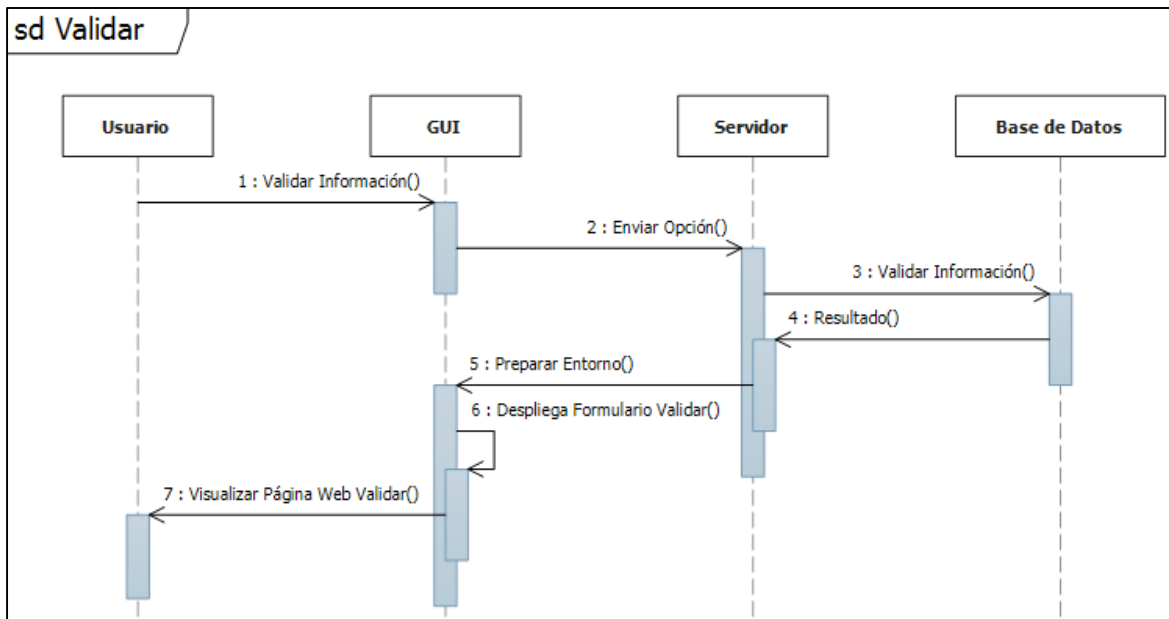 sd Validar
Usuario
GUI
Servidor
Base de Datos
1 : Validar Información()
2 : Enviar Opción()
3 : Validar Información()
4 : Resultado()
5 : Preparar Entorno()
6 : Despliega Formulario Validar()
7 : Visualizar Página Web Validar()